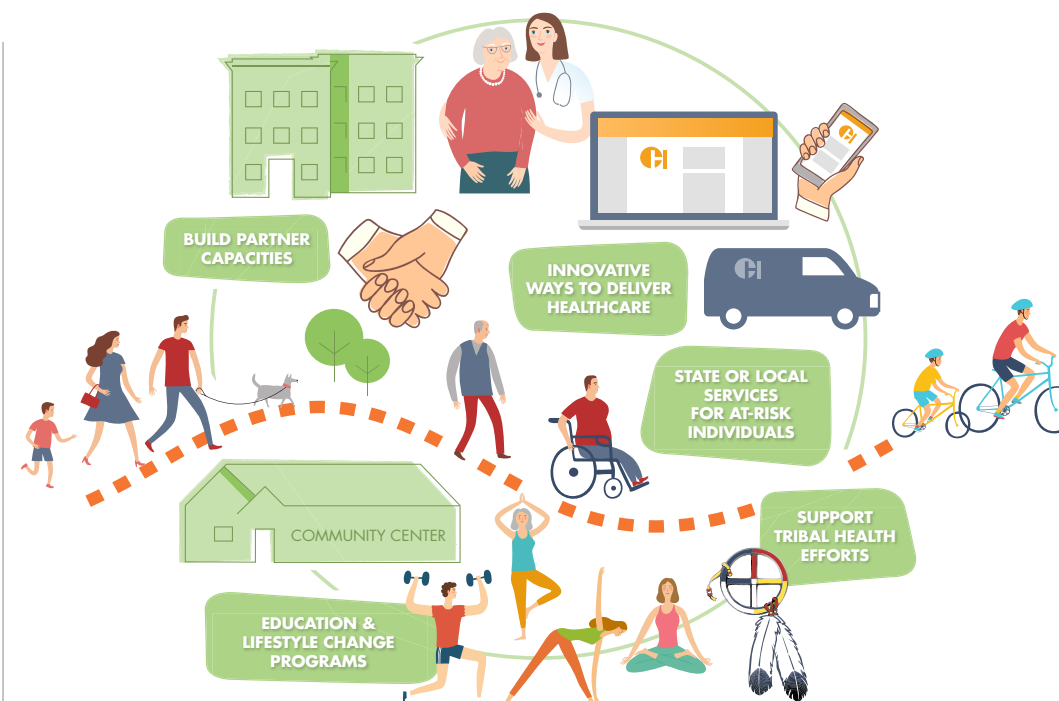 BUILD PARTNER
CAPACITIES
INNOVATIVE
WAYS TO DELIVER
HEALTHCARE
STATE OR LOCAL
SERVICES
FOR AT-RISK
INDIVIDUALS
COMMUNITY CENTER
SUPPORT
TRIBAL HEALTH
EFFORTS
EDUCATION &
LIFESTYLE CHANGE
PROGRAMS